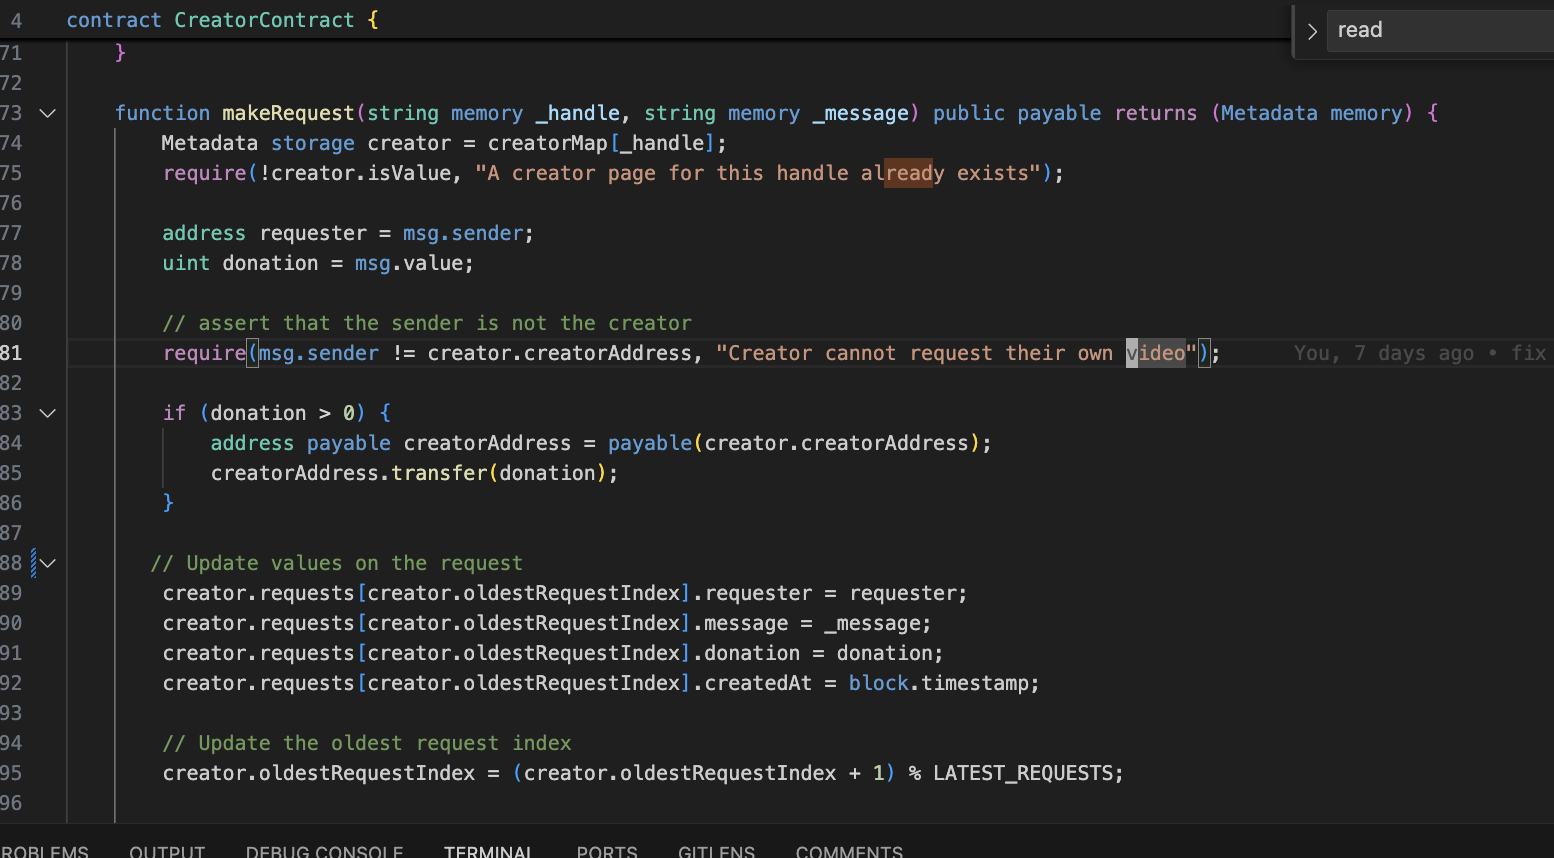 4 contract CreatorContract {
read
71 }
72
73 function makeRequest(string memory _handle, string memory _message) public payable returns (Metadata memory) {
74 Metadata storage creator = creatorMap[_handle];
75 require(!creator.isValue, "A creator page for this handle already exists");
76
77 address requester = msg.sender;
78 uint donation = msg.value;
79
80 // assert that the sender is not the creator
81 require(msg.sender != creator.creatorAddress, "Creator cannot request their own video"); You, 7 days ago • fix
82
83 if (donation > 0) {
84 address payable creatorAddress = payable(creator.creatorAddress);
85 creatorAddress.transfer(donation);
86 }
87
88 // Update values on the request
89 creator.requests[creator.oldestRequestIndex].requester = requester;
90 creator.requests[creator.oldestRequestIndex].message = _message;
91 creator.requests[creator.oldestRequestIndex].donation = donation;
92 creator.requests[creator.oldestRequestIndex].createdAt = block.timestamp;
93
94 // Update the oldest request index
95 creator.oldestRequestIndex = (creator.oldestRequestIndex + 1) % LATEST_REQUESTS;
96
ROBLEMS OUTPUT DEBUG CONSOLE TERMINAL PORTS GITLENS COMMENTS